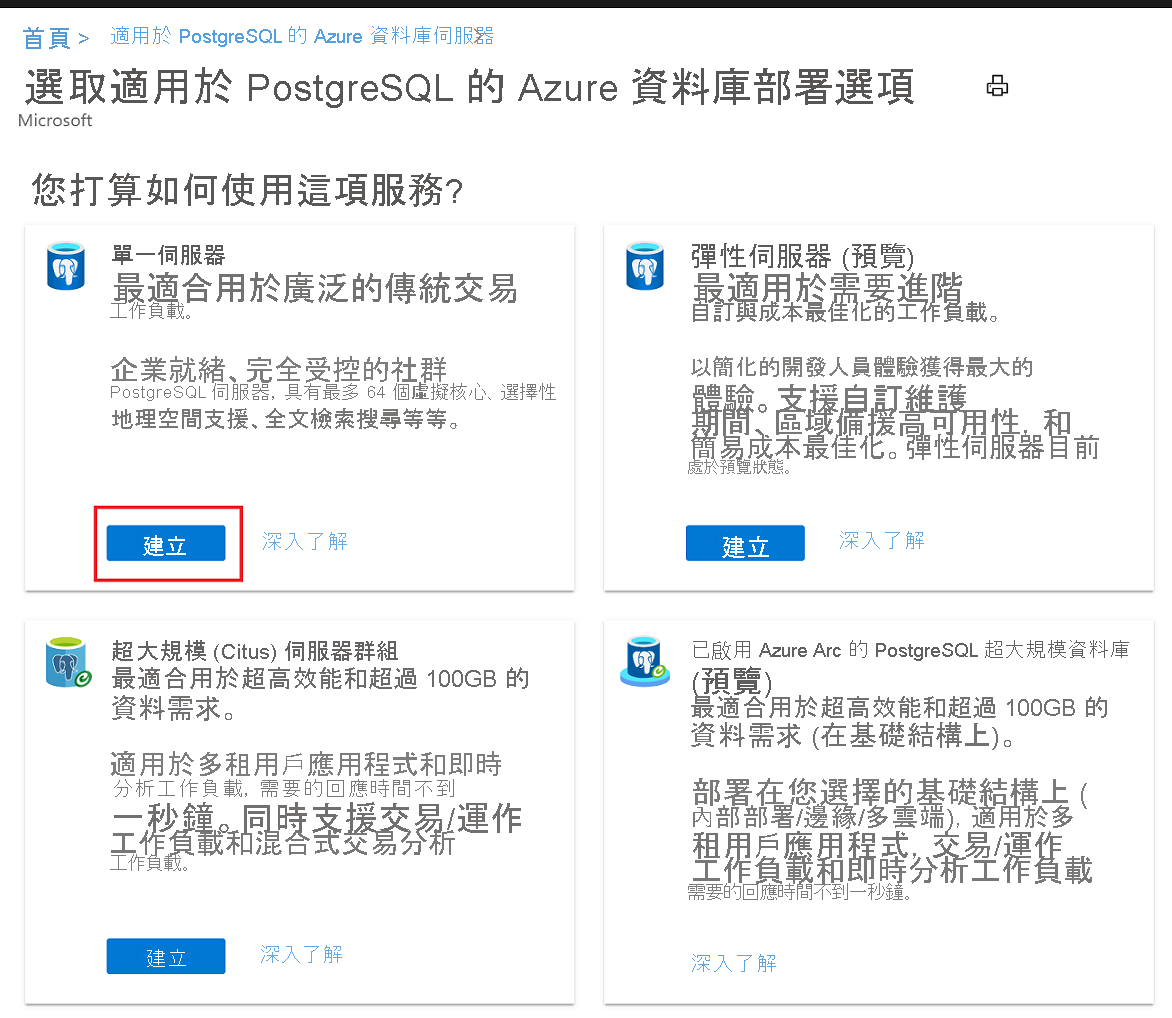 首頁 > 適用於 PostgreSQL 的 Azure 資料庫伺服器
選取適用於 PostgreSQL 的 Azure 資料庫部署選項
Microsoft
您打算如何使用這項服務?
單一伺服器
最適合用於廣泛的傳統交易
工作負載。
企業就緒、完全受控的社群
PostgreSQL 伺服器, 具有最多 64 個虛擬核心、選擇性
地理空間支援、全文檢索搜尋等等。
建立 深入了解
彈性伺服器 (預覽)
最適用於需要進階
自訂與成本最佳化的工作負載。
以簡化的開發人員體驗獲得最大的
體驗。支援自訂維護
期間、區域備援高可用性, 和
簡易成本最佳化。彈性伺服器目前
處於預覽狀態。
建立 深入了解
超大規模 (Citus) 伺服器群組
最適合用於超高效能和超過 100GB 的
資料需求。
適用於多租用戶應用程式和即時
分析工作負載, 需要的回應時間不到
一秒鐘。同時支援交易/運作
工作負載和混合式交易分析
工作負載。
建立 深入了解
已啟用 Azure Arc 的 PostgreSQL 超大規模資料庫
(預覽)
最適合用於超高效能和超過 100GB 的
資料需求 (在基礎結構上)。
部署在您選擇的基礎結構上 (
內部部署/邊緣/多雲端), 適用於多
租用戶應用程式, 交易/運作
工作負載和即時分析工作負載
需要的回應時間不到一秒鐘。
深入了解